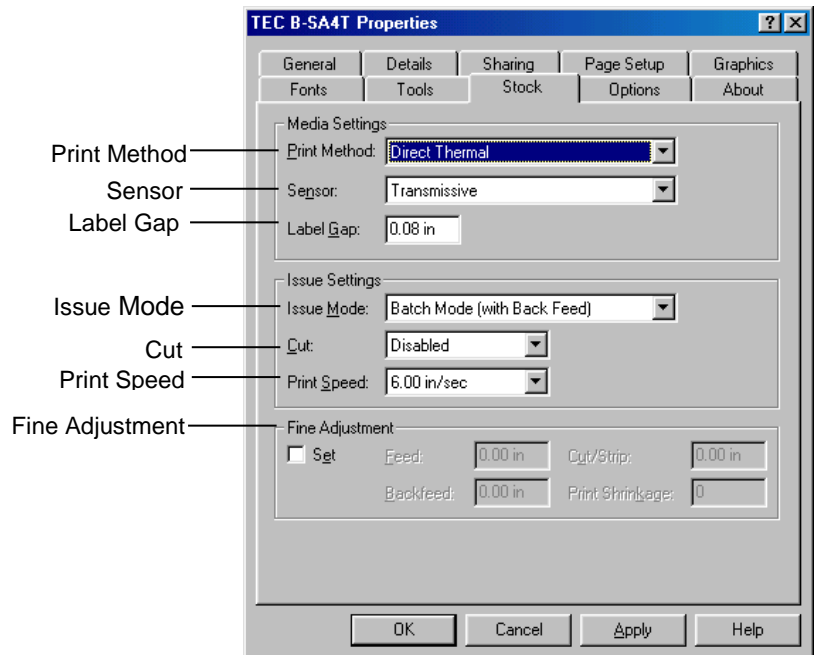 TEC B-SA4T Properties
General Details Sharing Page Setup Graphics
Fonts Tools Stock Options About
Media Settings
Print Method Print Method: Direct Thermal
Sensor Sensor: Transmissive
Label Gap Label Gap: 0.08 in
Issue Settings
Issue Mode Issue Mode: Batch Mode (with Back Feed)
Cut Cut: Disabled
Print Speed Print Speed: 6.00 in/sec
Fine Adjustment Fine Adjustment
Set Feed: 0.00 in Cut/Strip: 0.00 in
Backfeed: 0.00 in Print Shrinkage: 0
OK Cancel Apply Help